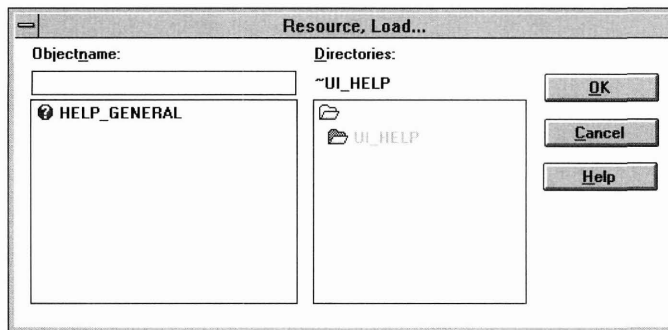 Resource, Load...
Objectname:
Directories:
~UI_HELP
HELP_GENERAL
UI_HELP
OK
Cancel
Help